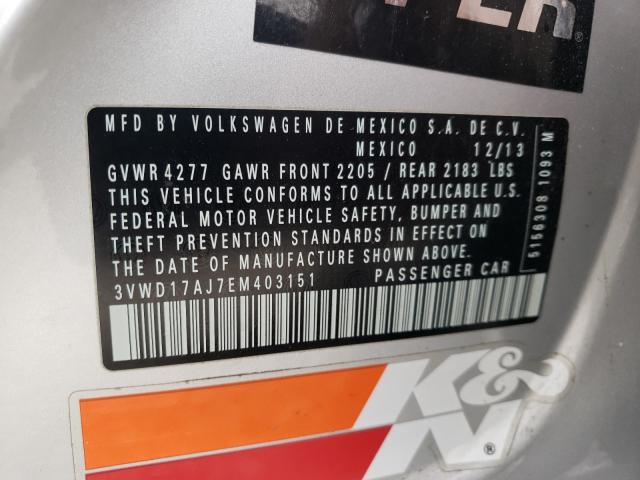 MFD BY VOLKSWAGEN DE MEXICO S.A. DE C.V.
MEXICO 12/13
GVWR 4277 GAWR FRONT 2205 / REAR 2183 LBS
THIS VEHICLE CONFORMS TO ALL APPLICABLE U.S.
FEDERAL MOTOR VEHICLE SAFETY, BUMPER AND
THEFT PREVENTION STANDARDS IN EFFECT ON
THE DATE OF MANUFACTURE SHOWN ABOVE.
3VWD17AJ7EM403151 PASSENGER CAR
5156308 1093 M
K&N®